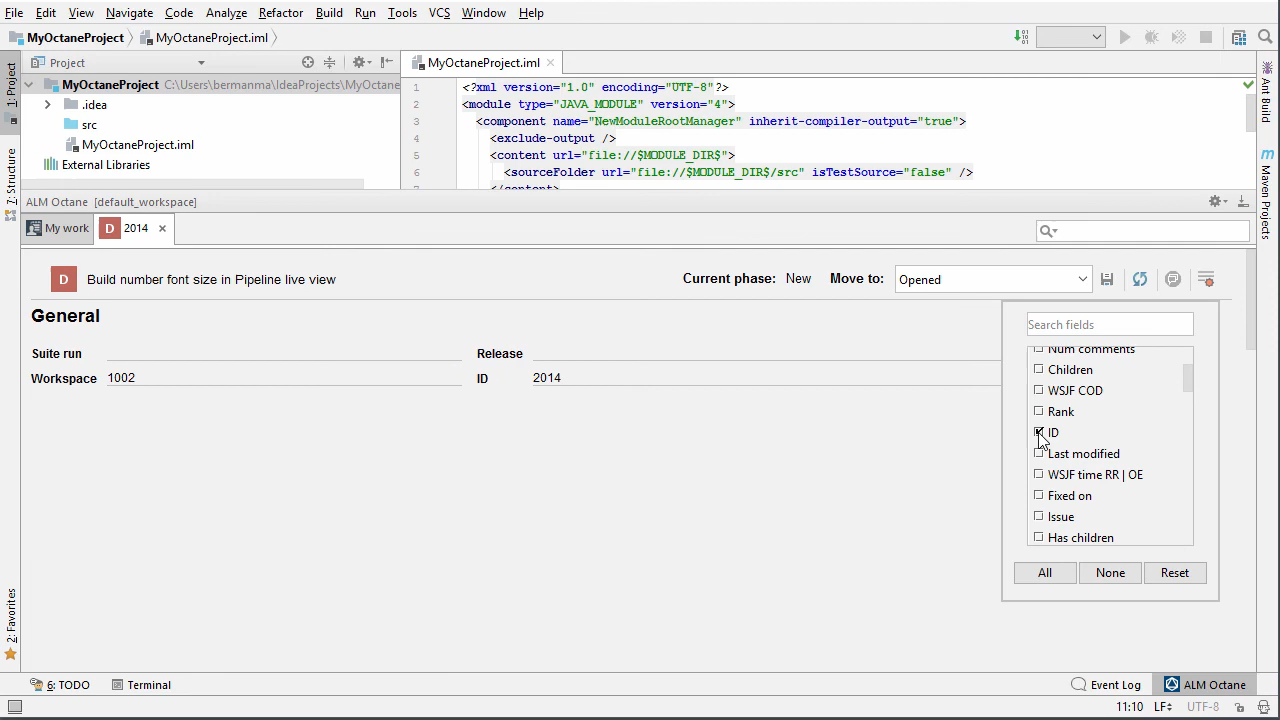 File Edit View Navigate Code Analyze Refactor Build Run Tools VCS Window Help
MyOctaneProject MyOctaneProject.iml
1: Project
Z: Structure
2: Favorites
Project
MyOctaneProject C:\Users\bermanma\IdeaProjects\MyOctane
.idea
src
MyOctaneProject.iml
External Libraries
MyOctaneProject.iml
1 <?xml version="1.0" encoding="UTF-8"?>
2 <module type="JAVA_MODULE" version="4">
3 <component name="NewModuleRootManager" inherit-compiler-output="true">
4 <exclude-output />
5 <content url="file://$MODULE_DIR$">
6 <sourceFolder url="file://$MODULE_DIR$/src" isTestSource="false" />
</content>
Ant Build
m Maven Projects
ALM Octane [default_workspace]
My work D 2014
D Build number font size in Pipeline live view
Current phase: New Move to: Opened
General
Suite run Release
Workspace 1002 ID 2014
Search fields
Num comments
Children
WSJF COD
Rank
ID
Last modified
WSJF time RR | OE
Fixed on
Issue
Has children
All None Reset
6: TODO Terminal Event Log ALM Octane
11:10 LF UTF-8